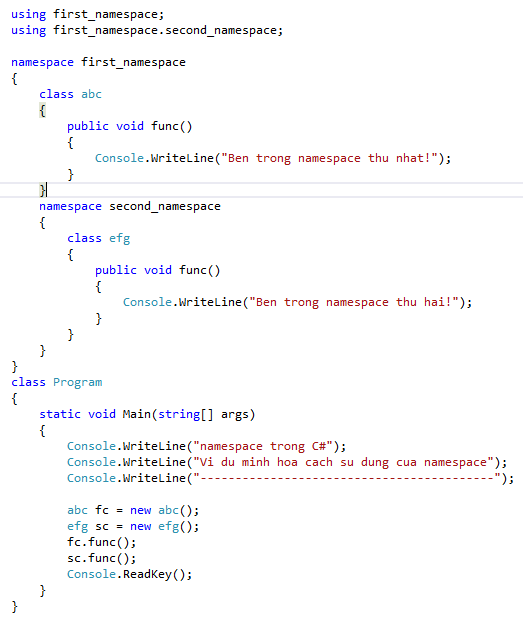 using first_namespace;
using first_namespace.second_namespace;

namespace first_namespace
{
    class abc
    {
        public void func()
        {
            Console.WriteLine("Ben trong namespace thu nhat!");
        }
    }
    namespace second_namespace
    {
        class efg
        {
            public void func()
            {
                Console.WriteLine("Ben trong namespace thu hai!");
            }
        }
    }
}
class Program
{
    static void Main(string[] args)
    {
        Console.WriteLine("namespace trong C#");
        Console.WriteLine("Vi du minh hoa cach su dung cua namespace");
        Console.WriteLine("------------------------------------------");

        abc fc = new abc();
        efg sc = new efg();
        fc.func();
        sc.func();
        Console.ReadKey();
    }
}